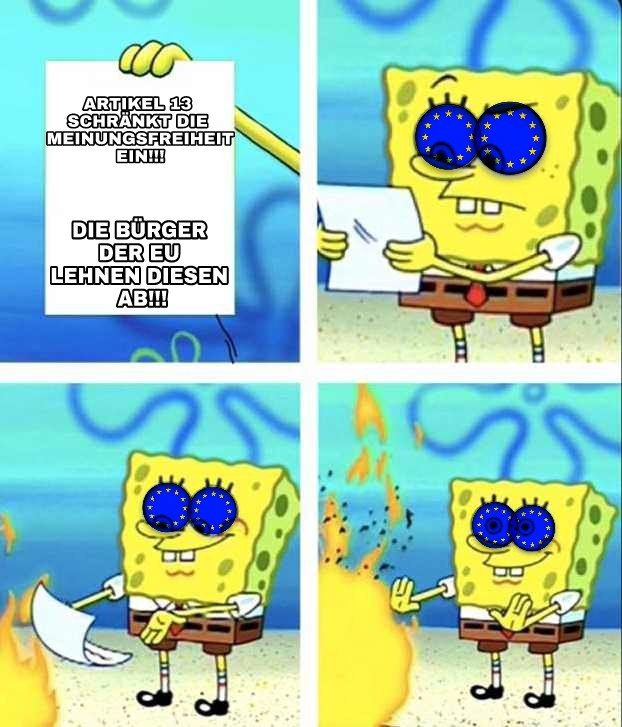 ARTIKEL 13
SCHRÄNKT DIE
MEINUNGSFREIHEIT
EIN!!!
DIE BÜRGER
DER EU
LEHNEN DIESEN
AB!!!